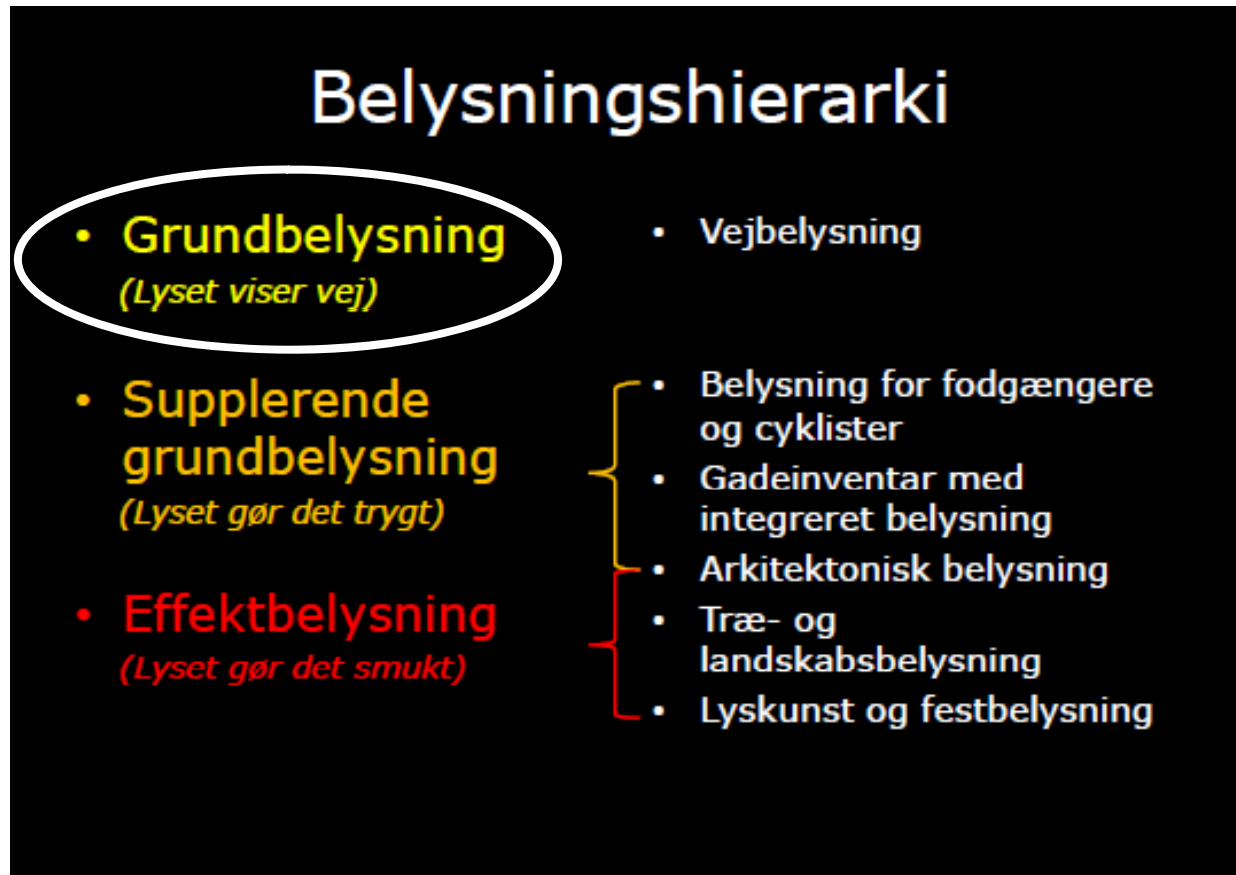 Belysningshierarki
• Grundbelysning
(Lyset viser vej)
• Supplerende
grundbelysning
(Lyset gør det trygt)
• Effektbelysning
(Lyset gør det smukt)
• Vejbelysning
• Belysning for fodgængere
og cyklister
• Gadeinventar med
integreret belysning
• Arkitektonisk belysning
• Træ- og
landskabsbelysning
• Lyskunst og festbelysning